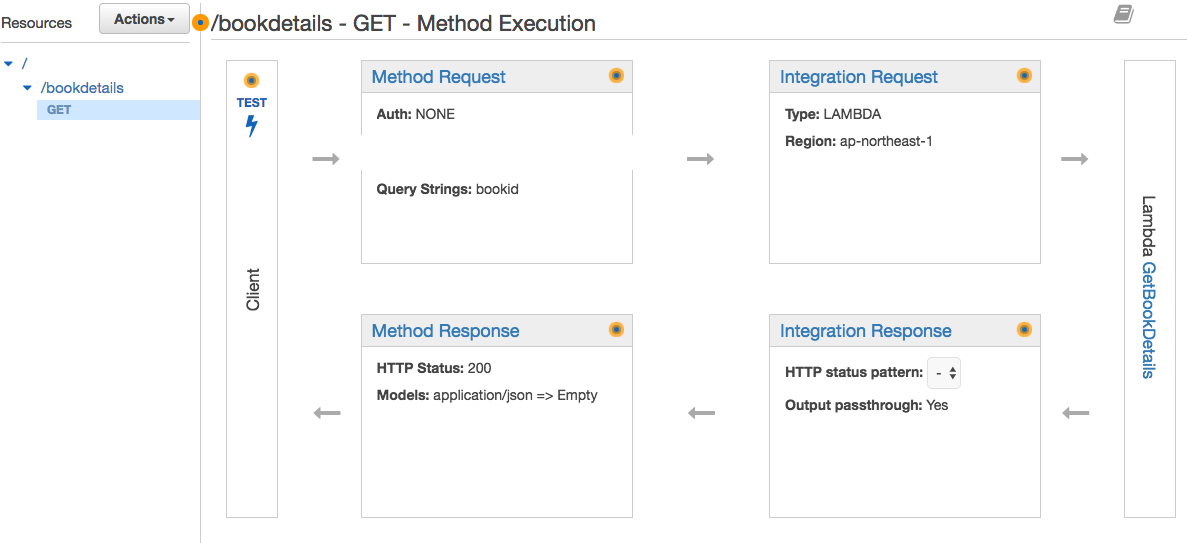 Resources
Actions
/bookdetails - GET - Method Execution
/
/bookdetails
GET
TEST
Client
Method Request
Auth: NONE
Query Strings: bookid
Integration Request
Type: LAMBDA
Region: ap-northeast-1
Lambda GetBookDetails
Method Response
HTTP Status: 200
Models: application/json => Empty
Integration Response
HTTP status pattern: -
Output passthrough: Yes